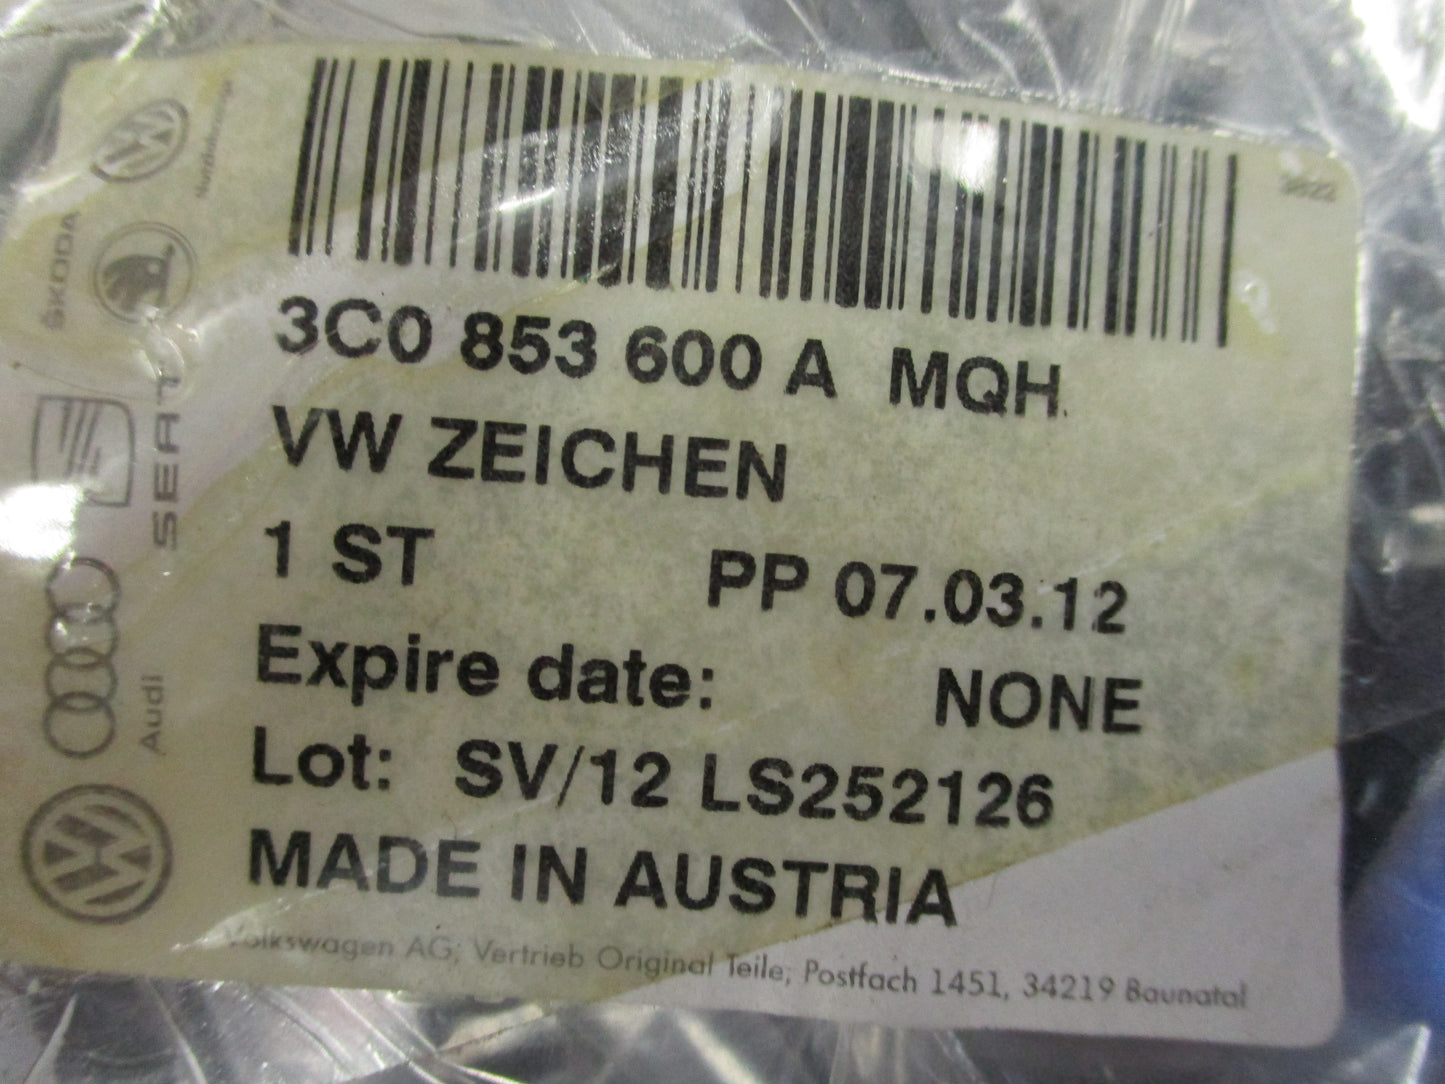 3C0 853 600 A MQH
VW ZEICHEN
1 ST PP 07.03.12
Expire date: NONE
Lot: SV/12 LS252126
MADE IN AUSTRIA
Volkswagen AG; Vertrieb Original Teile; Postfach 1451, 34219 Baunatal
ŠKODA
SEAT
Audi